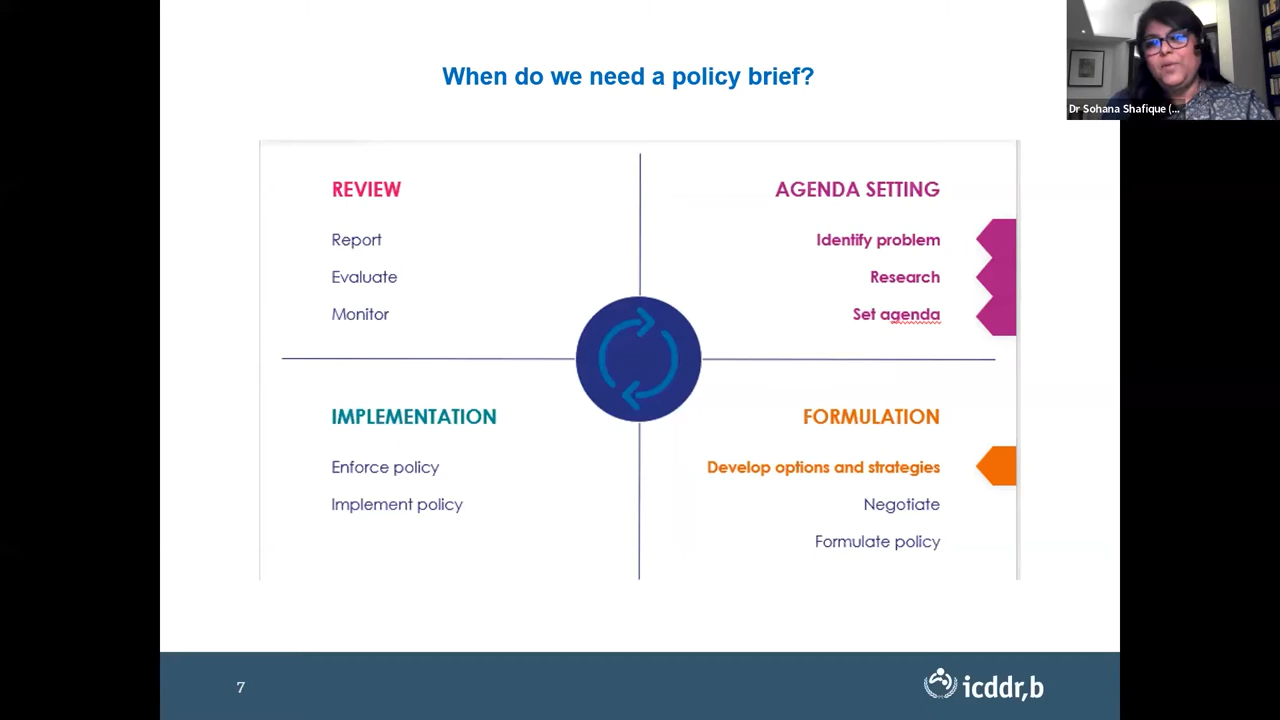 When do we need a policy brief?
Dr Sohana Shafique (...
REVIEW
Report
Evaluate
Monitor
AGENDA SETTING
Identify problem
Research
Set agenda
IMPLEMENTATION
Enforce policy
Implement policy
FORMULATION
Develop options and strategies
Negotiate
Formulate policy
7
icddr,b